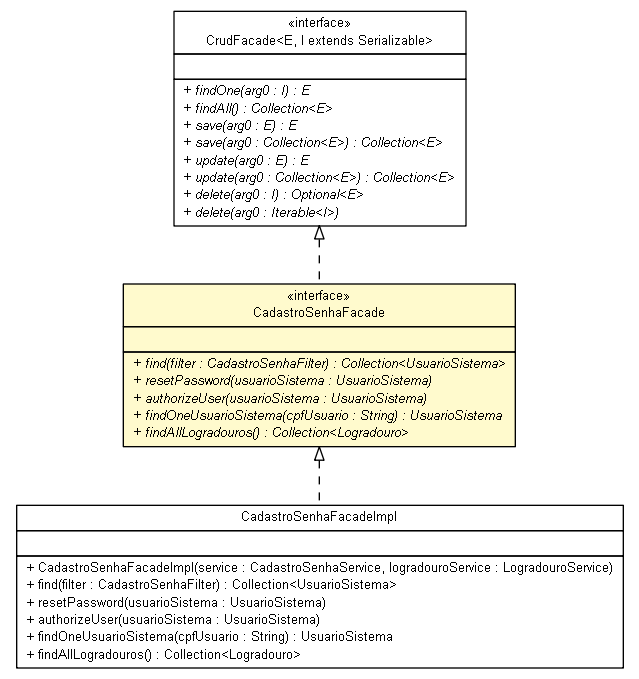 «interface»
CrudFacade<E, I extends Serializable>
+ findOne(arg0 : I) : E
+ findAll() : Collection<E>
+ save(arg0 : E) : E
+ save(arg0 : Collection<E>) : Collection<E>
+ update(arg0 : E) : E
+ update(arg0 : Collection<E>) : Collection<E>
+ delete(arg0 : I) : Optional<E>
+ delete(arg0 : Iterable<I>)
«interface»
CadastroSenhaFacade
+ find(filter : CadastroSenhaFilter) : Collection<UsuarioSistema>
+ resetPassword(usuarioSistema : UsuarioSistema)
+ authorizeUser(usuarioSistema : UsuarioSistema)
+ findOneUsuarioSistema(cpfUsuario : String) : UsuarioSistema
+ findAllLogradouros() : Collection<Logradouro>
CadastroSenhaFacadeImpl
+ CadastroSenhaFacadeImpl(service : CadastroSenhaService, logradouroService : LogradouroService)
+ find(filter : CadastroSenhaFilter) : Collection<UsuarioSistema>
+ resetPassword(usuarioSistema : UsuarioSistema)
+ authorizeUser(usuarioSistema : UsuarioSistema)
+ findOneUsuarioSistema(cpfUsuario : String) : UsuarioSistema
+ findAllLogradouros() : Collection<Logradouro>